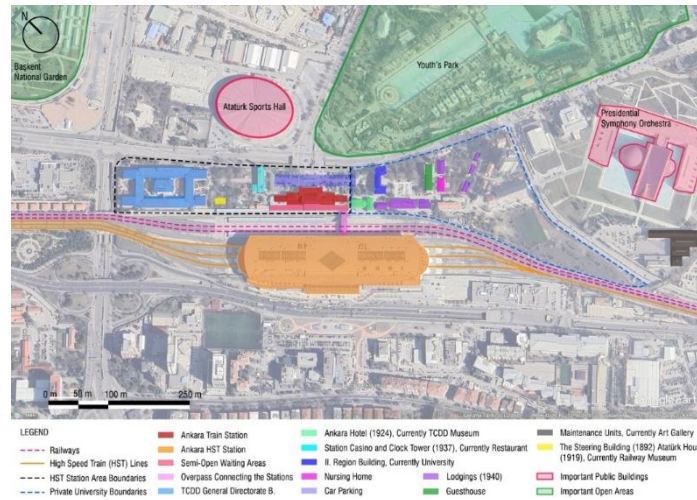 N
Başkent
National Garden
Youth's Park
Atatürk Sports Hall
Presidential
Symphony Orchestra
0 50 m 100 m 250 m
Google Earth
LEGEND
Railways
High Speed Train (HST) Lines
HST Station Area Boundaries
Private University Boundaries
Ankara Train Station
Ankara HST Station
Semi-Open Waiting Areas
Overpass Connecting the Stations
TCDD General Directorate B.
Ankara Hotel (1924), Currently TCDD Museum
Station Casino and Clock Tower (1937), Currently Restaurant
II. Region Building, Currently University
Nursing Home
Car Parking
Lodgings (1940)
Guesthouse
Maintenance Units, Currently Art Gallery
The Steering Building (1892) Atatürk Hou
(1919), Currently Railway Museum
Important Public Buildings
Important Open Areas